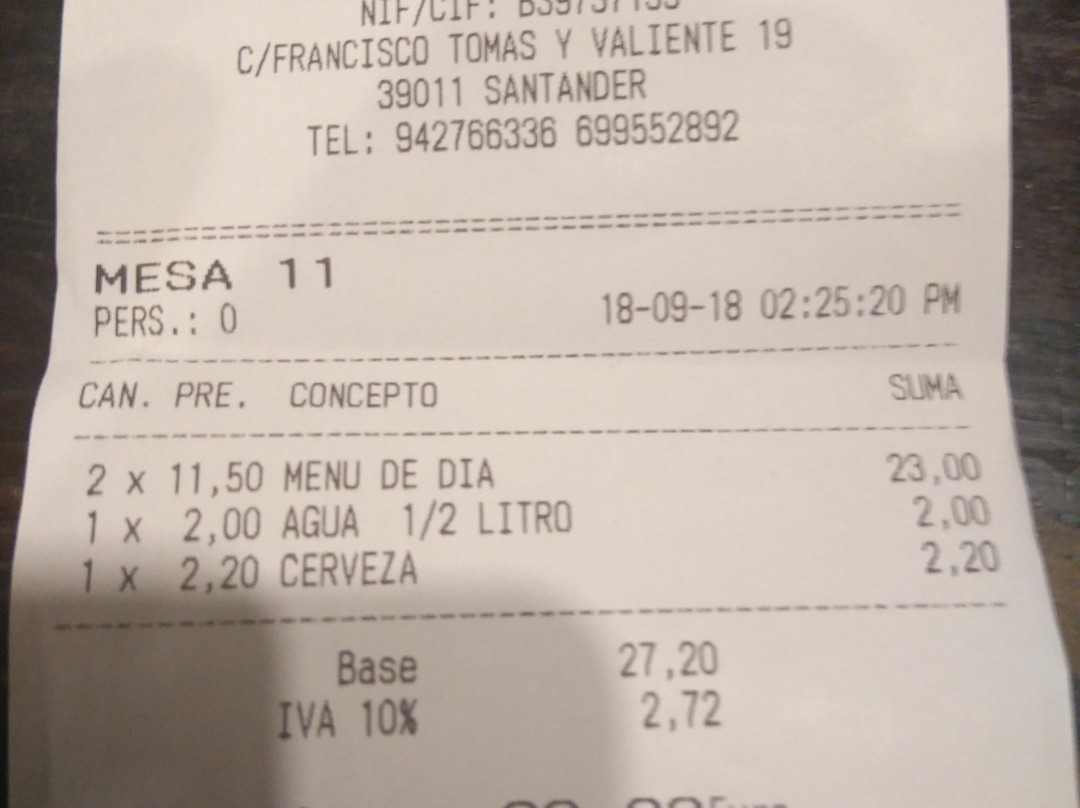 NIF/CIF:
C/FRANCISCO TOMAS Y VALIENTE 19
39011 SANTANDER
TEL: 942766336 699552892
MESA 11
PERS.: 0
18-09-18 02:25:20 PM
CAN. PRE. CONCEPTO SUMA
2 x 11,50 MENU DE DIA 23,00
1 x 2,00 AGUA 1/2 LITRO 2,00
1 x 2,20 CERVEZA 2,20
Base 27,20
IVA 10% 2,72